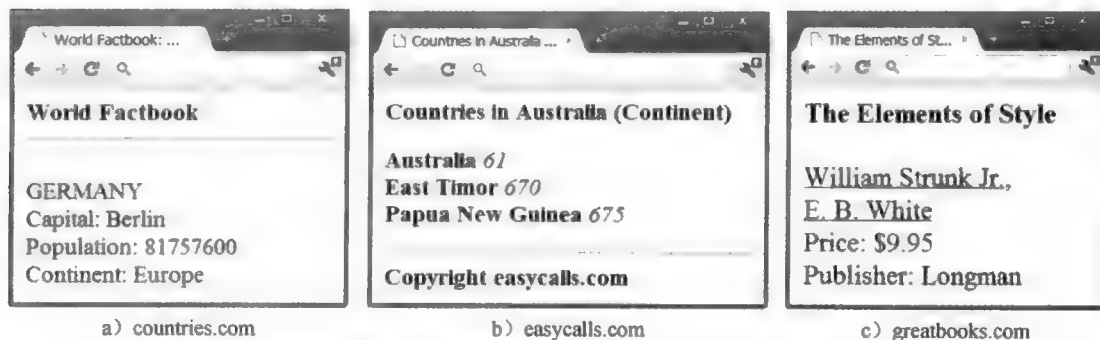 World Factbook: ...
World Factbook
GERMANY
Capital: Berlin
Population: 81757600
Continent: Europe
a) countries.com
Countries in Australia ...
Countries in Australia (Continent)
Australia 61
East Timor 670
Papua New Guinea 675
Copyright easycalls.com
b) easycalls.com
The Elements of St...
The Elements of Style
William Strunk Jr.,
E. B. White
Price: $9.95
Publisher: Longman
c) greatbooks.com